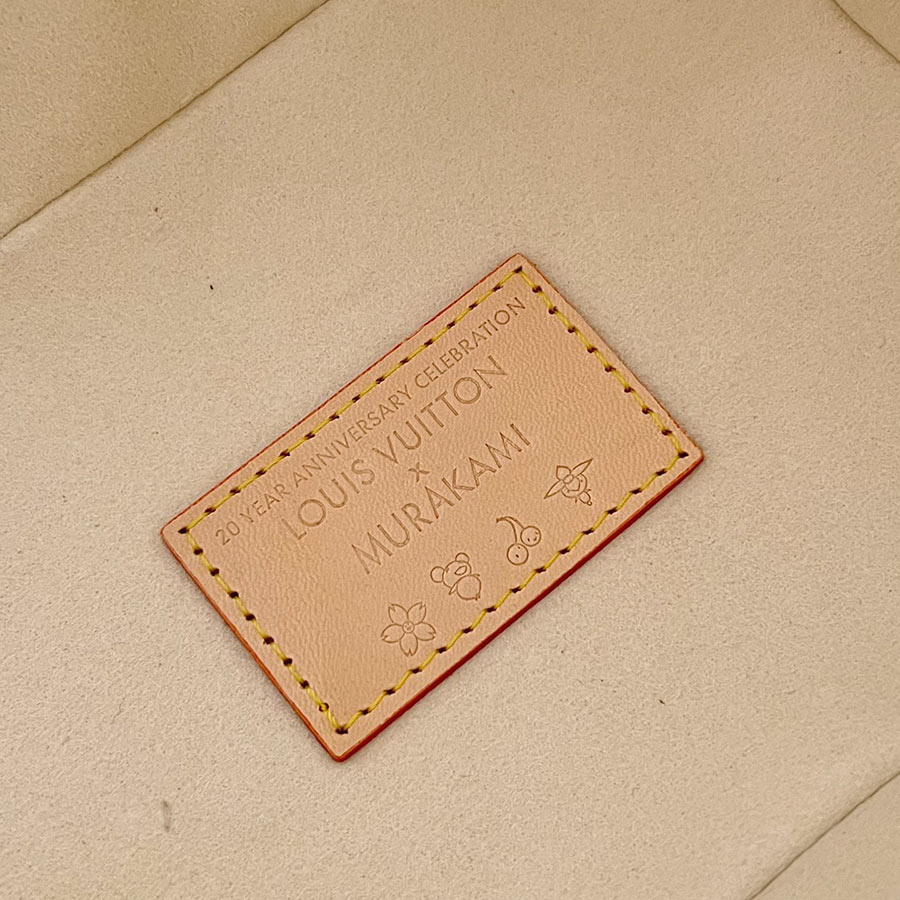 20 YEAR ANNIVERSARY CELEBRATION
LOUIS VUITTON
x
MURAKAMI